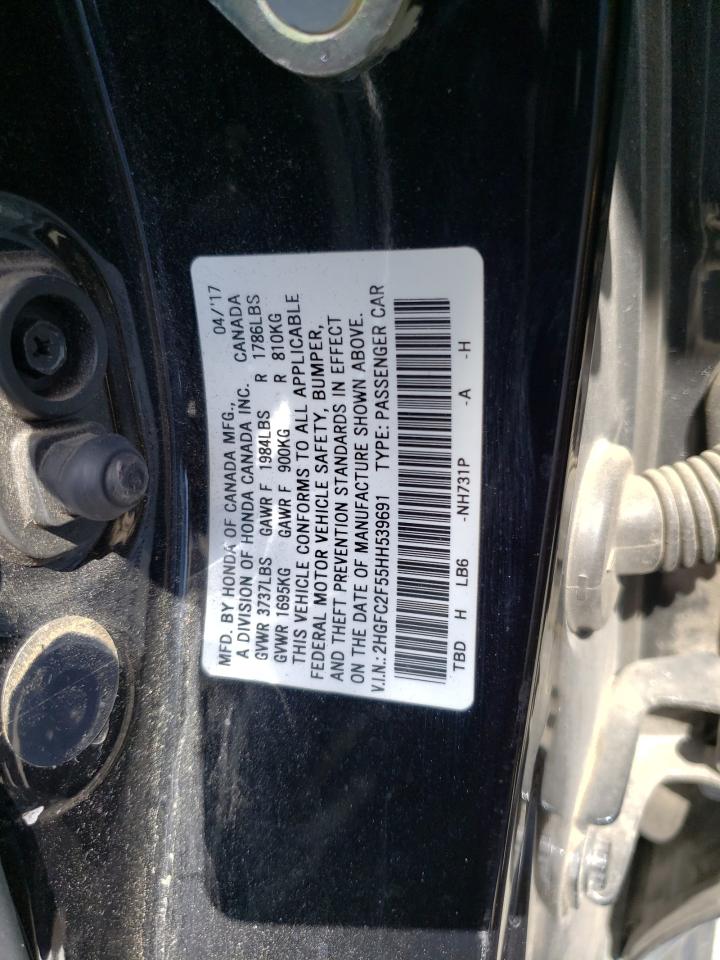 MFD. BY HONDA OF CANADA MFG., 04/'17
A DIVISION OF HONDA CANADA INC. CANADA
GVWR 3737LBS GAWR F 1984LBS R 1786LBS
GVWR 1695KG GAWR F 900KG R 810KG
THIS VEHICLE CONFORMS TO ALL APPLICABLE
FEDERAL MOTOR VEHICLE SAFETY, BUMPER,
AND THEFT PREVENTION STANDARDS IN EFFECT
ON THE DATE OF MANUFACTURE SHOWN ABOVE.
V.I.N.: 2HGFC2F55HH539691 TYPE: PASSENGER CAR
TBD H LB6 -NH731P -A -H